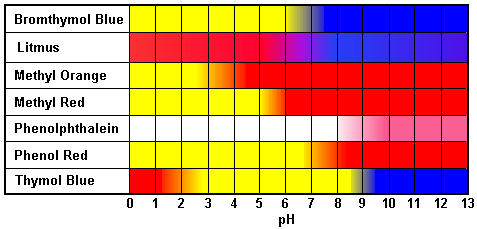 Bromthymol Blue
Litmus
Methyl Orange
Methyl Red
Phenolphthalein
Phenol Red
Thymol Blue
0 1 2 3 4 5 6 7 8 9 10 11 12 13
pH